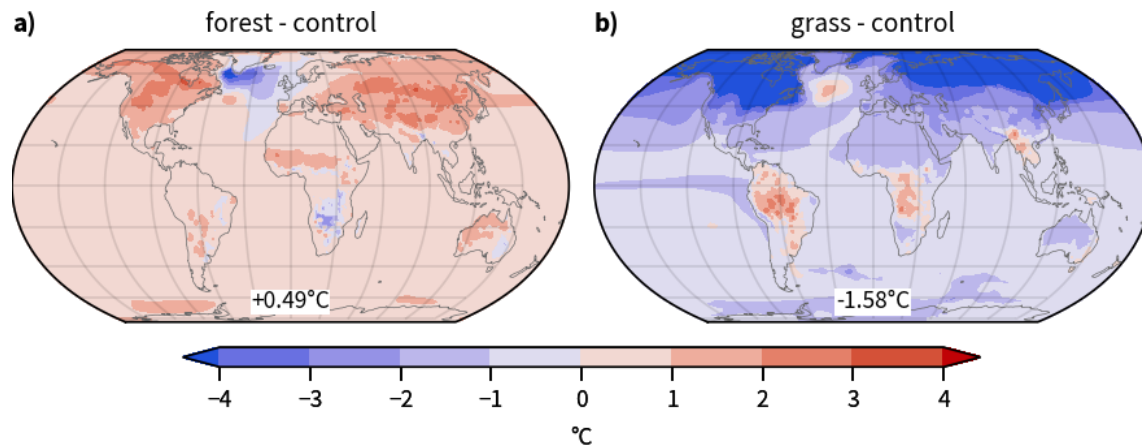 a) forest - control
b) grass - control
+0.49°C
-1.58°C
−4 −3 −2 −1 0 1 2 3 4
°C